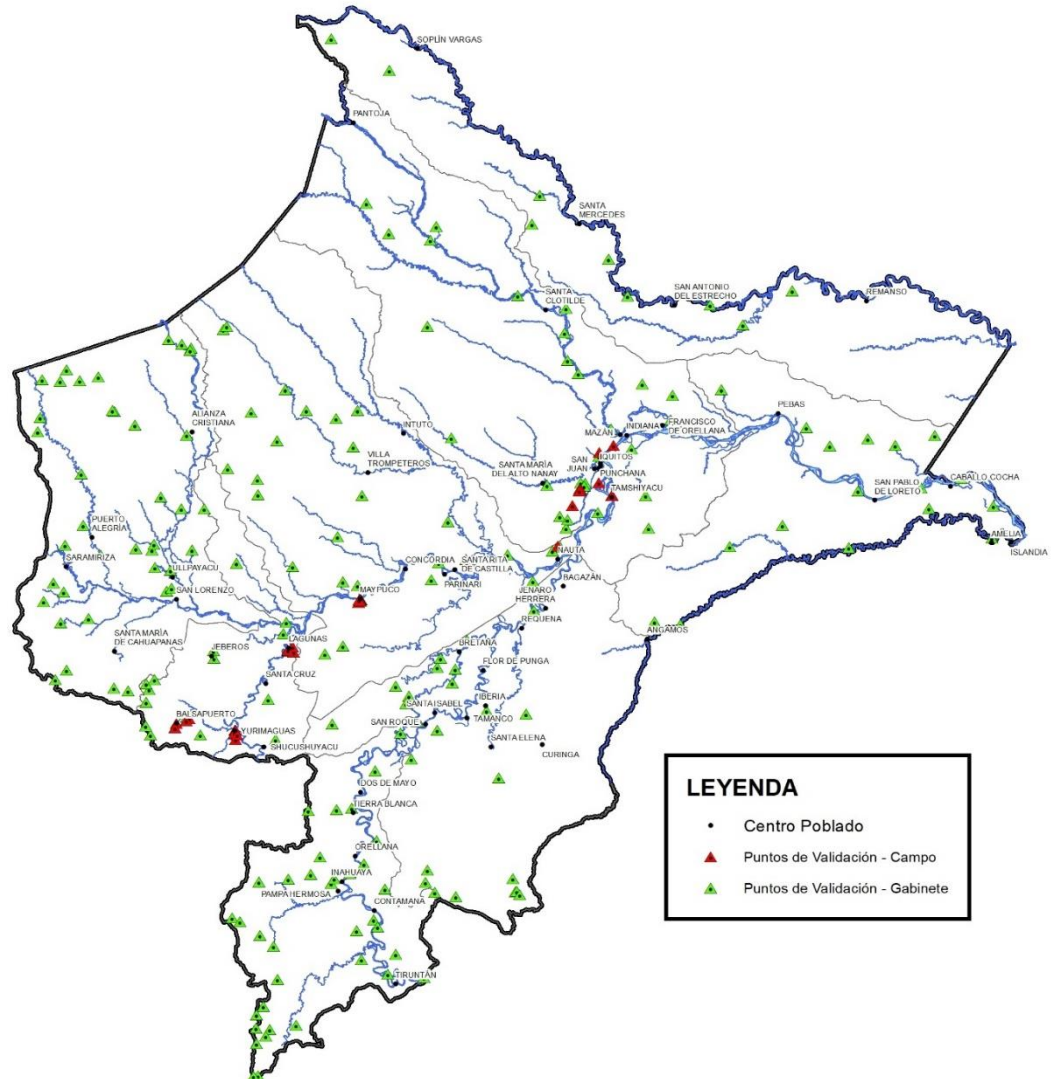 SOPLÍN VARGAS
PANTOJA
SANTA
MERCEDES
SANTA
CLOTILDE
SAN ANTONIO
DEL ESTRECHO
REMANSO
ALIANZA
CRISTIANA
INTUTO
VILLA
TROMPETEROS
MAZÁN
INDIANA
FRANCISCO
DE ORELLANA
PEBAS
SANTA MARÍA
DEL ALTO NANAY
SAN
JUAN
IQUITOS
PUNCHANA
TAMSHIYACU
SAN PABLO
DE LORETO
CABALLO COCHA
AMELIA
ISLANDIA
PUERTO
ALEGRÍA
SARAMIRIZA
ULLPAYACU
SAN LORENZO
CONCORDIA
SANTA RITA
DE CASTILLA
PARINARI
NAUTA
BAGAZÁN
MAYPUCO
JENARO
HERRERA
REQUENA
ANGAMOS
SANTA MARÍA
DE CAHUAPANAS
JEBEROS
LAGUNAS
SANTA CRUZ
BRETAÑA
FLOR DE PUNGA
BALSAPUERTO
YURIMAGUAS
SHUCUSHUYACU
SANTA ISABEL
SAN ROQUE
IBERIA
TAMANCO
SANTA ELENA
CURINGA
DOS DE MAYO
TIERRA BLANCA
ORELLANA
INAHUAYA
PAMPA HERMOSA
CONTAMANA
TIRUNTÁN
LEYENDA
Centro Poblado
Puntos de Validación - Campo
Puntos de Validación - Gabinete